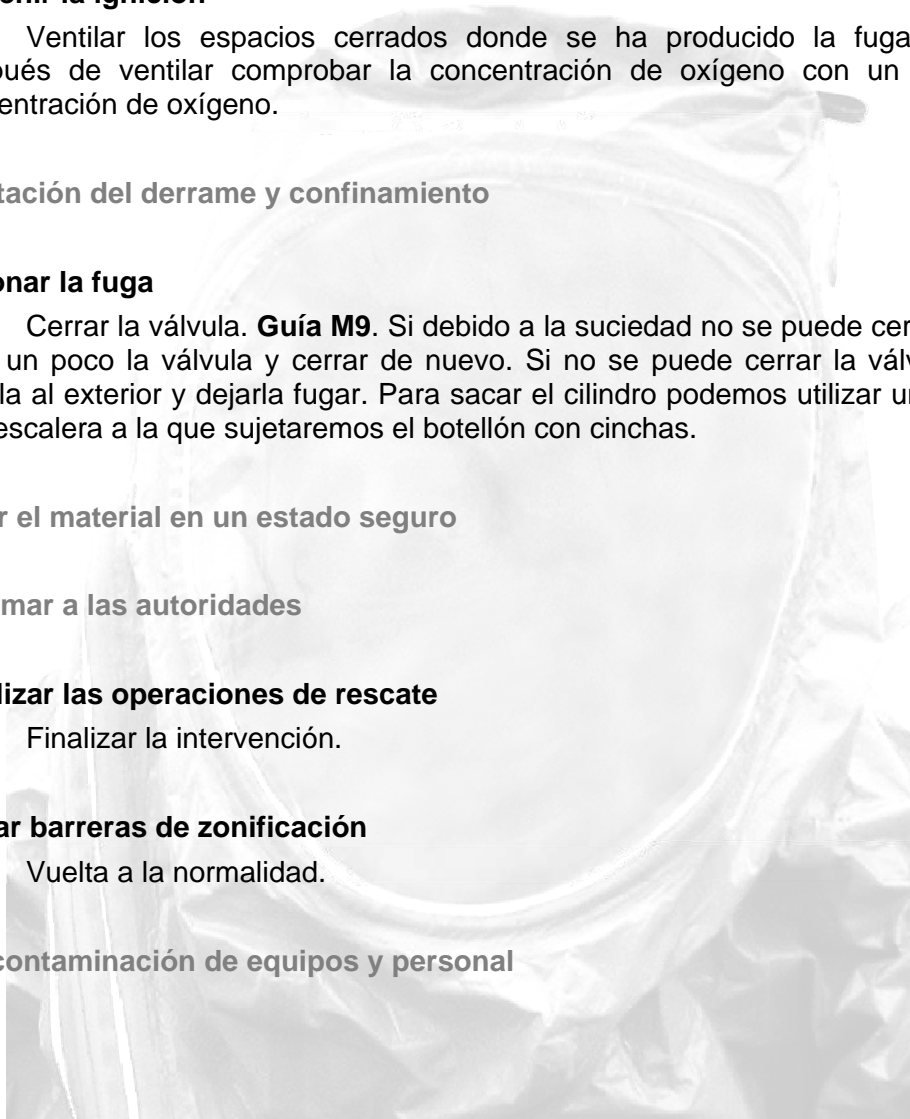 enir la ignición
Ventilar los espacios cerrados donde se ha producido la fuga
pués de ventilar comprobar la concentración de oxígeno con un
entración de oxígeno.
tación del derrame y confinamiento
onar la fuga
Cerrar la válvula. Guía M9. Si debido a la suciedad no se puede cer
un poco la válvula y cerrar de nuevo. Si no se puede cerrar la vál
la al exterior y dejarla fugar. Para sacar el cilindro podemos utilizar u
escalera a la que sujetaremos el botellón con cinchas.
r el material en un estado seguro
mar a las autoridades
lizar las operaciones de rescate
Finalizar la intervención.
ar barreras de zonificación
Vuelta a la normalidad.
contaminación de equipos y personal